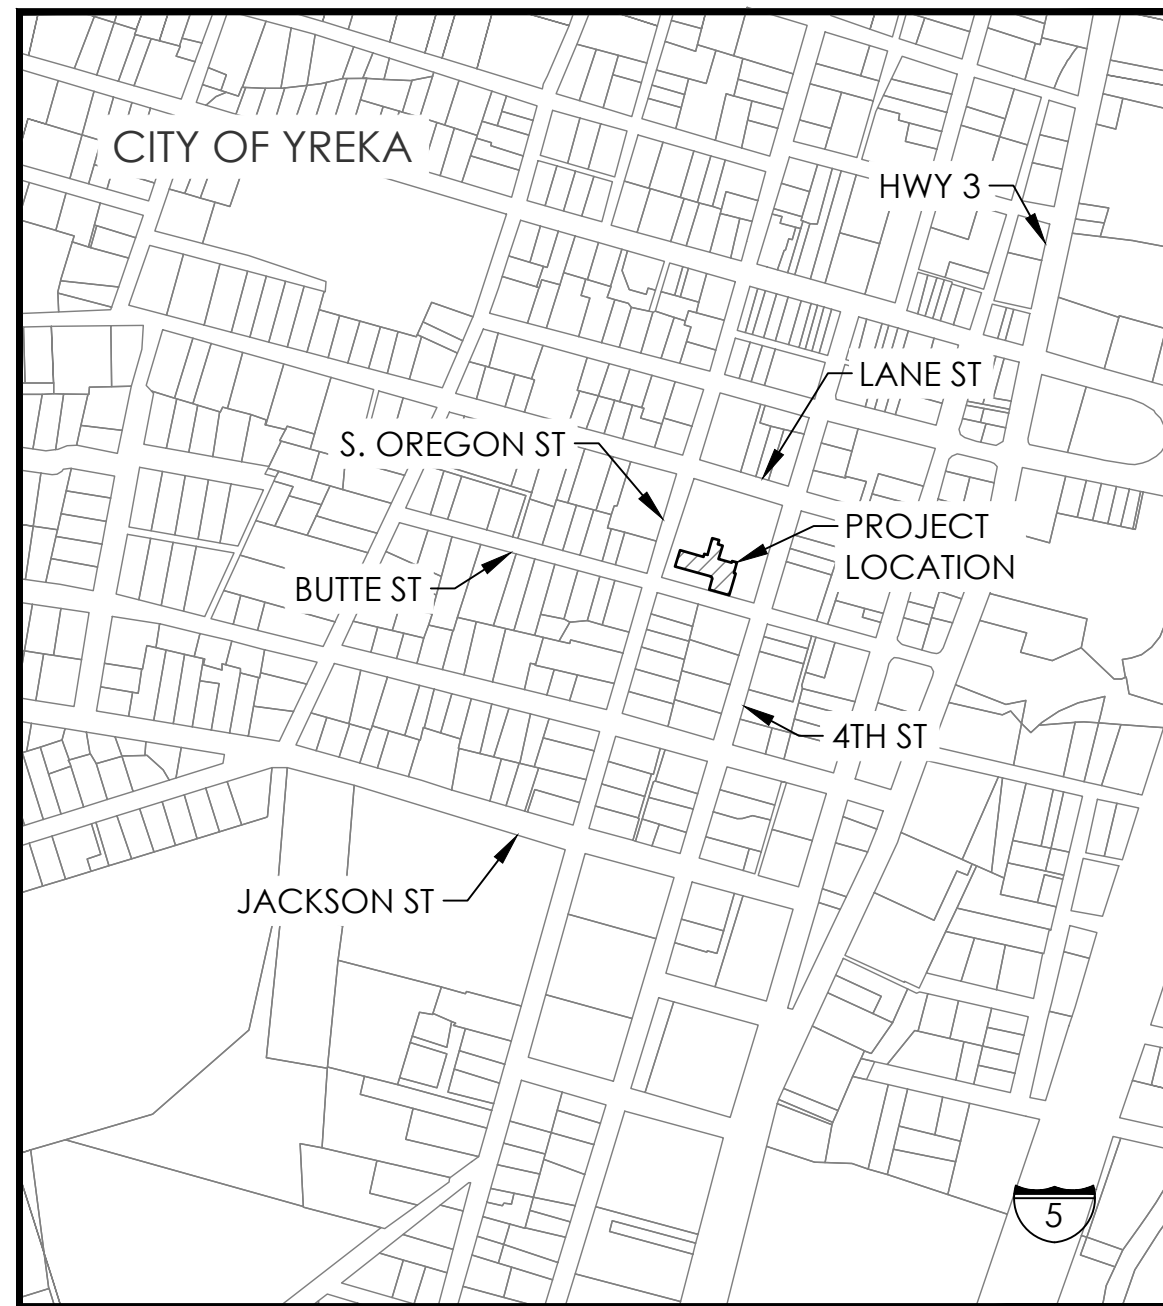 CITY OF YREKA
HWY 3
LANE ST
S. OREGON ST
PROJECT
LOCATION
BUTTE ST
4TH ST
JACKSON ST
5